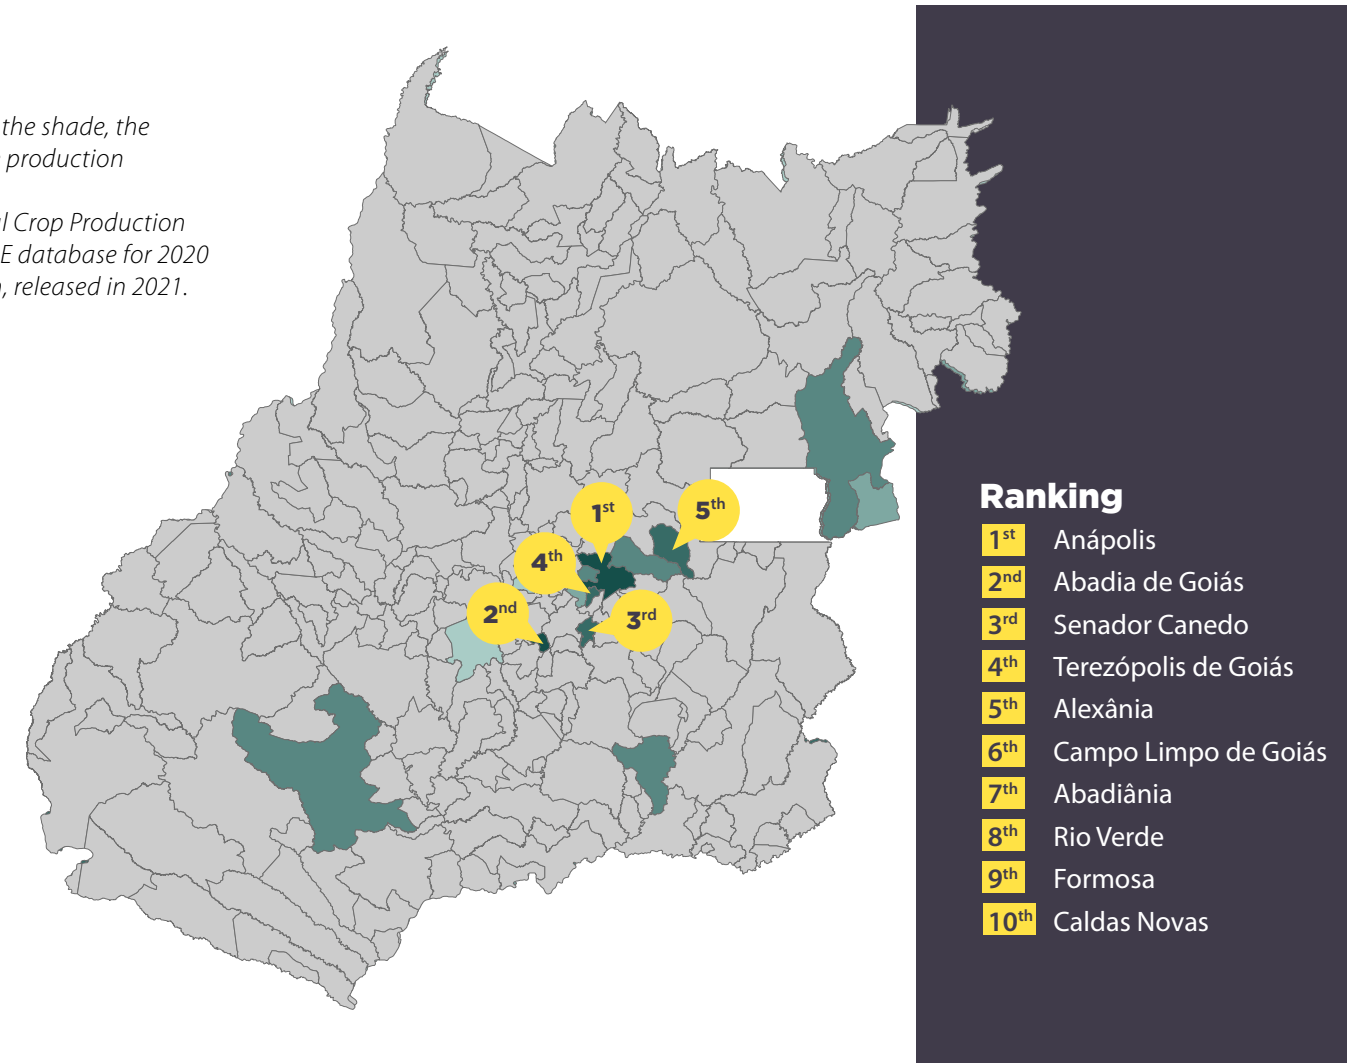 the shade, the
production
l Crop Production
E database for 2020
, released in 2021.
1st
5th
4th
2nd
3rd
Ranking
1st Anápolis
2nd Abadia de Goiás
3rd Senador Canedo
4th Terezópolis de Goiás
5th Alexânia
6th Campo Limpo de Goiás
7th Abadiânia
8th Rio Verde
9th Formosa
10th Caldas Novas